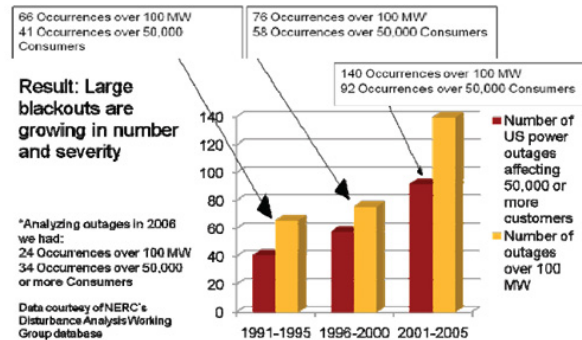 66 Occurrences over 100 MW
41 Occurrences over 50,000
Consumers
76 Occurrences over 100 MW
58 Occurrences over 50,000 Consumers
140 Occurrences over 100 MW
92 Occurrences over 50,000 Consumers
Result: Large
blackouts are
growing in number
and severity
*Analyzing outages in 2006
we had:
24 Occurrences over 100 MW
34 Occurrences over 50,000
or more Consumers
Data courtesy of NERC's
Disturbance Analysis Working
Group database
140
120
100
80
60
40
20
0
1991-1995
1996-2000
2001-2005
Number of
US power
outages
affecting
50,000 or
more
customers
Number of
outages
over 100
MW